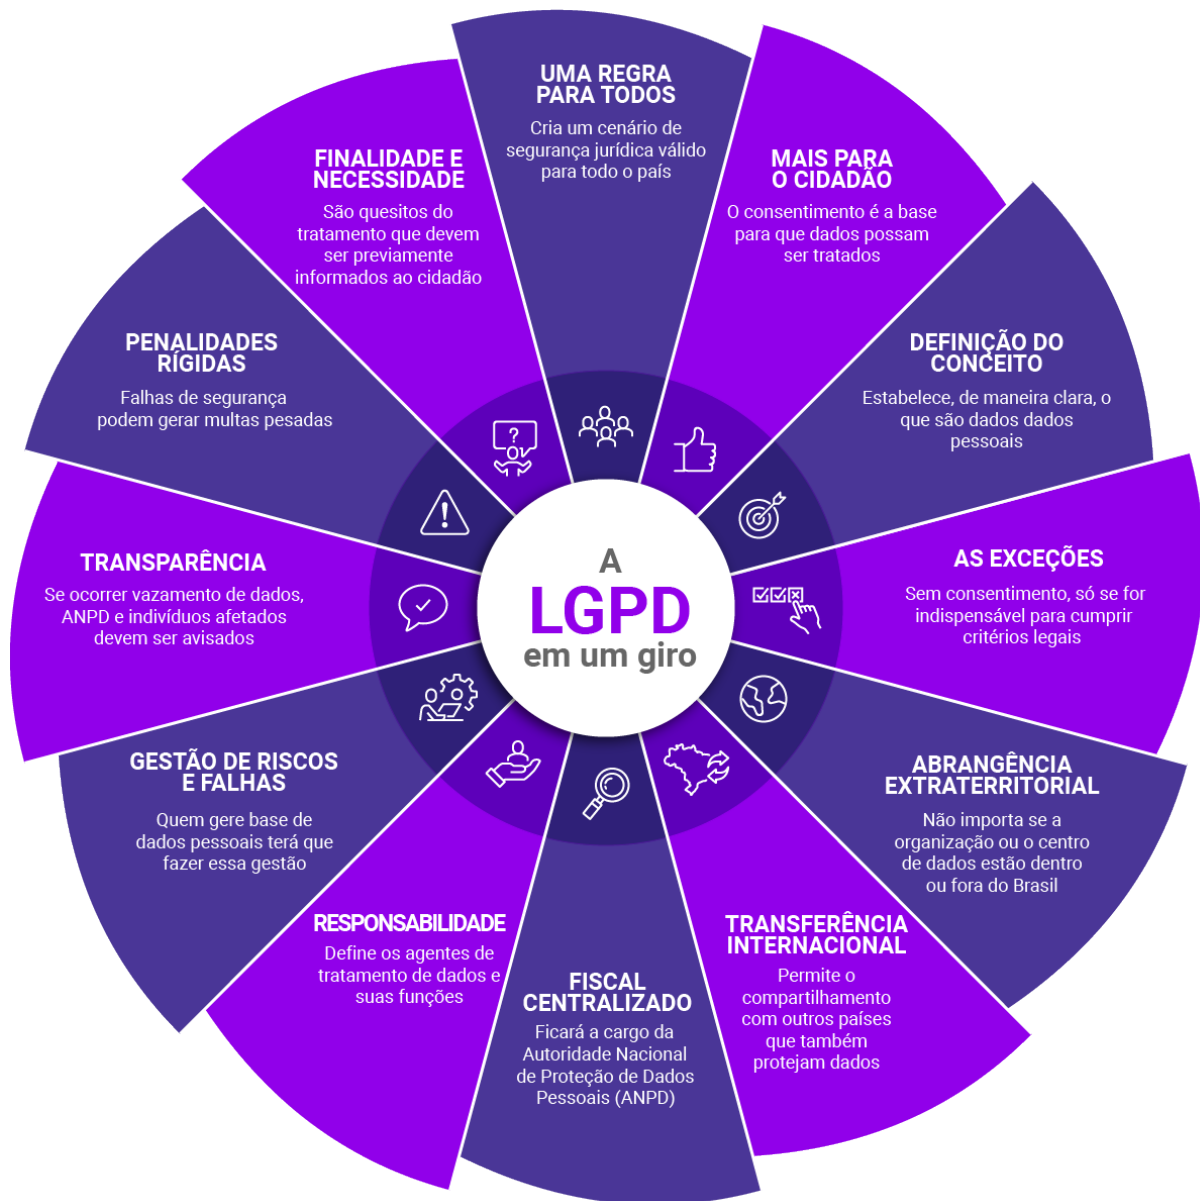 A
LGPD
em um giro
UMA REGRA
PARA TODOS
Cria um cenário de
segurança jurídica válido
para todo o país
MAIS PARA
O CIDADÃO
O consentimento é a base
para que dados possam
ser tratados
DEFINIÇÃO DO
CONCEITO
Estabelece, de maneira clara, o
que são dados dados
pessoais
AS EXCEÇÕES
Sem consentimento, só se for
indispensável para cumprir
critérios legais
ABRANGÊNCIA
EXTRATERRITORIAL
Não importa se a
organização ou o centro
de dados estão dentro
ou fora do Brasil
TRANSFERÊNCIA
INTERNACIONAL
Permite o
compartilhamento
com outros países
que também
protejam dados
FISCAL
CENTRALIZADO
Ficará a cargo da
Autoridade Nacional
de Proteção de Dados
Pessoais (ANPD)
RESPONSABILIDADE
Define os agentes de
tratamento de dados e
suas funções
GESTÃO DE RISCOS
E FALHAS
Quem gere base de
dados pessoais terá que
fazer essa gestão
TRANSPARÊNCIA
Se ocorrer vazamento de dados,
ANPD e indivíduos afetados
devem ser avisados
PENALIDADES
RÍGIDAS
Falhas de segurança
podem gerar multas pesadas
FINALIDADE E
NECESSIDADE
São quesitos do
tratamento que devem
ser previamente
informados ao cidadão
?
!